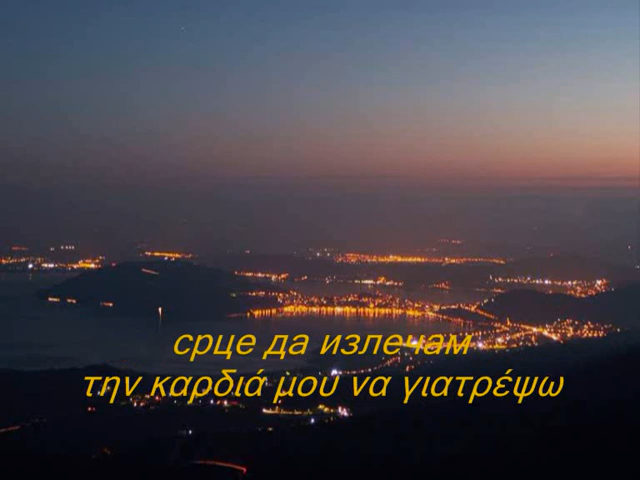 срце да излечам
την καρδιά μου να γιατρέψω